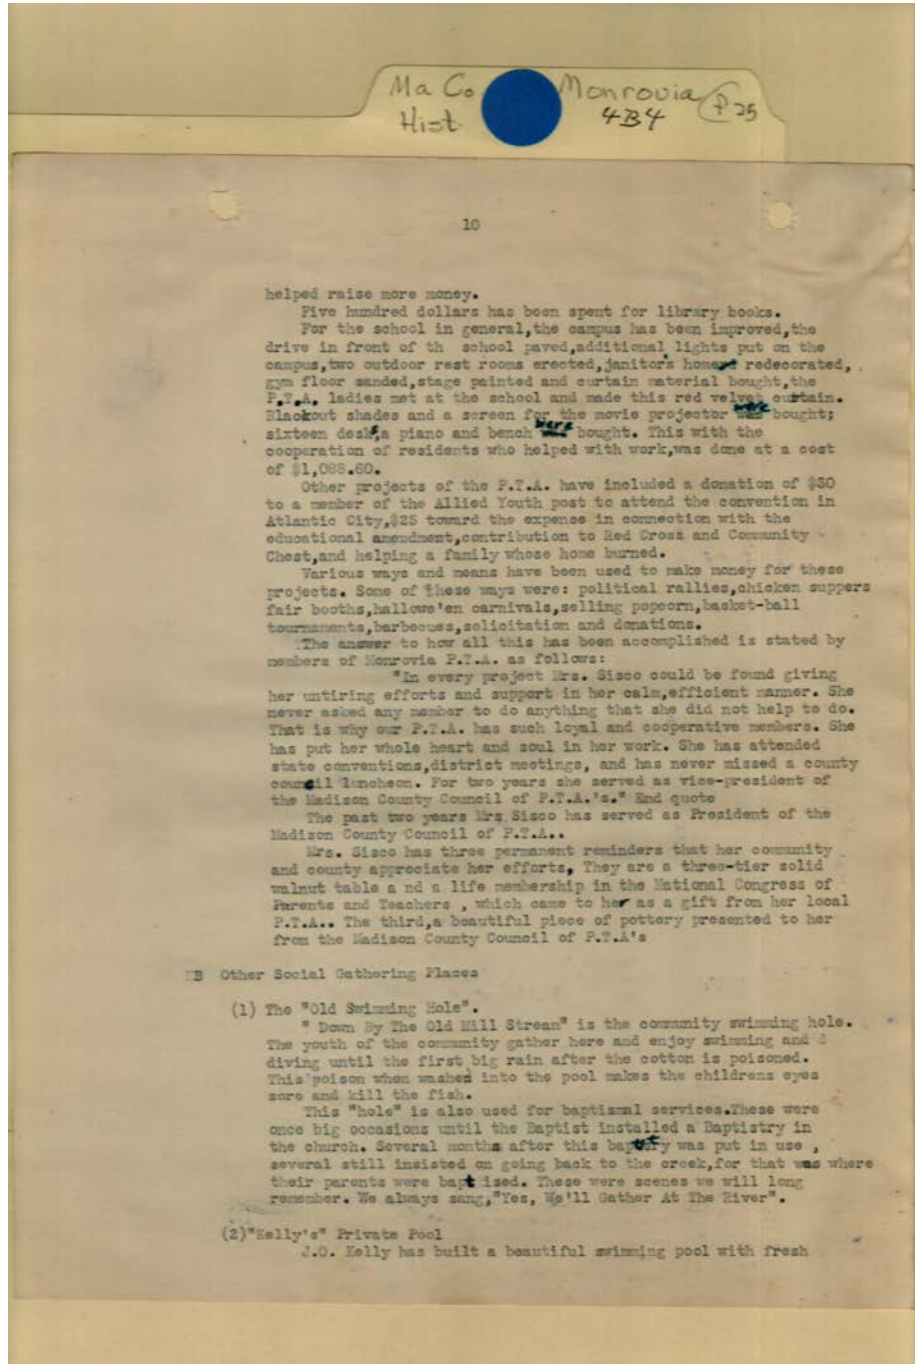 Ma Co Monrovia P 25
Hist. 4B4
10
helped raise more money.
Five hundred dollars has been spent for library books.
For the school in general,the campus has been improved,the
drive in front of th school paved,additional lights put on the
campus,two outdoor rest rooms erected,janitor's home redecorated,
gym floor sanded,stage painted and curtain material bought,the
P.T.A. ladies met at the school and made this red velvet curtain.
Blackout shades and a screen for the movie projector were bought;
sixteen desks,a piano and bench were bought. This with the
cooperation of residents who helped with work,was done at a cost
of $1,088.60.
Other projects of the P.T.A. have included a donation of $30
to a member of the Allied Youth post to attend the convention in
Atlantic City,$25 toward the expense in connection with the
educational amendment,contribution to Red Cross and Community
Chest,and helping a family whose home burned.
Various ways and means have been used to make money for these
projects. Some of these ways were: political rallies,chicken suppers
fair booths,hallowe'en carnivals,selling popcorn,basket-ball
tournaments,barbecues,solicitation and donations.
The answer to how all this has been accomplished is stated by
members of Monrovia P.T.A. as follows:
"In every project Mrs. Sisco could be found giving
her untiring efforts and support in her calm,efficient manner. She
never asked any member to do anything that she did not help to do.
That is why our P.T.A. has such loyal and cooperative members. She
has put her whole heart and soul in her work. She has attended
state conventions,district meetings, and has never missed a county
council luncheon. For two years she served as vice-president of
the Madison County Council of P.T.A.'s." End quote
The past two years Mrs Sisco has served as President of the
Madison County Council of P.T.A..
Mrs. Sisco has three permanent reminders that her community
and county appreciate her efforts, They are a three-tier solid
walnut table a nd a life membership in the National Congress of
Parents and Teachers , which came to her as a gift from her local
P.T.A.. The third,a beautiful piece of pottery presented to her
from the Madison County Council of P.T.A's
B Other Social Gathering Places
(1) The "Old Swimming Hole".
" Down By The Old Mill Stream" is the community swimming hole.
The youth of the community gather here and enjoy swimming and
diving until the first big rain after the cotton is poisoned.
This poison when washed into the pool makes the childrens eyes
sore and kill the fish.
This "hole" is also used for baptismal services.These were
once big occasions until the Baptist installed a Baptistry in
the church. Several months after this was put in use ,
several still insisted on going back to the creek,for that was where
their parents were bapt ised. These were scenes we will long
remember. We always sang,"Yes, We'll Gather At The River".
(2)"Kelly's" Private Pool
J.O. Kelly has built a beautiful swimming pool with fresh